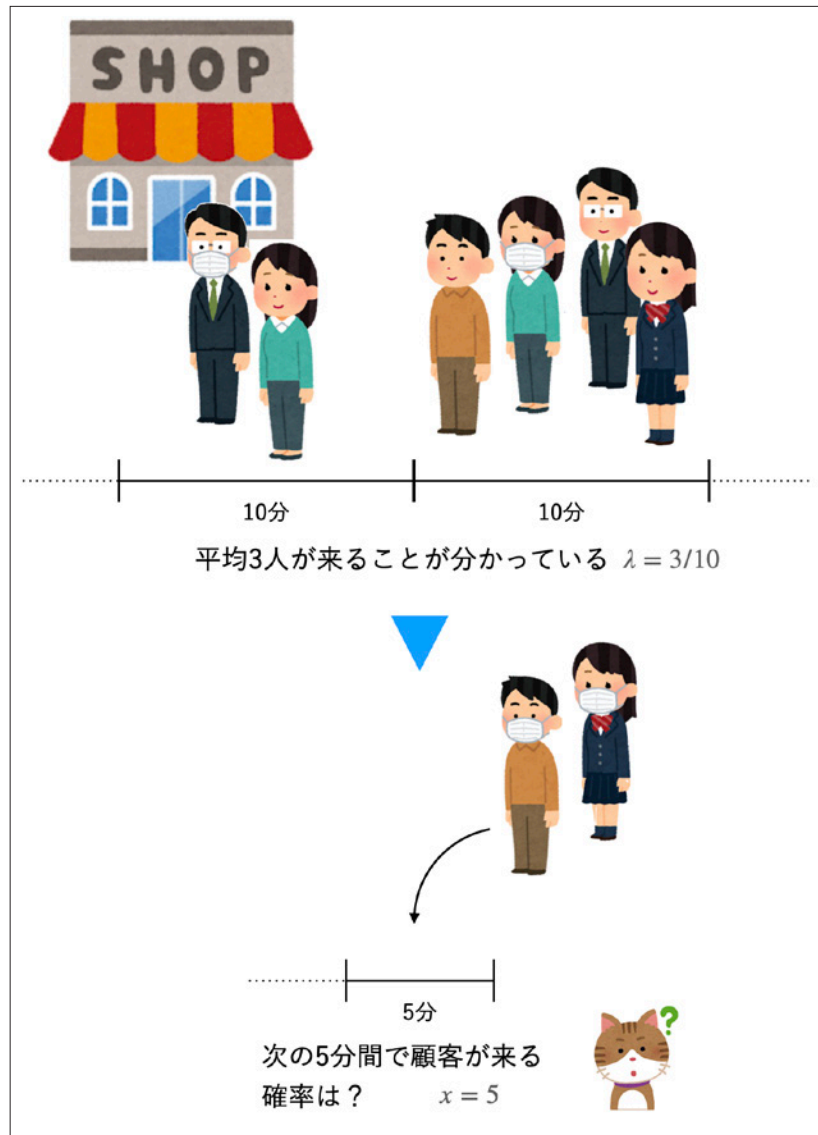 SHOP
10分
10分
平均3人が来ることが分かっている λ = 3/10
5分
次の5分間で顧客が来る
確率は？ x = 5
?